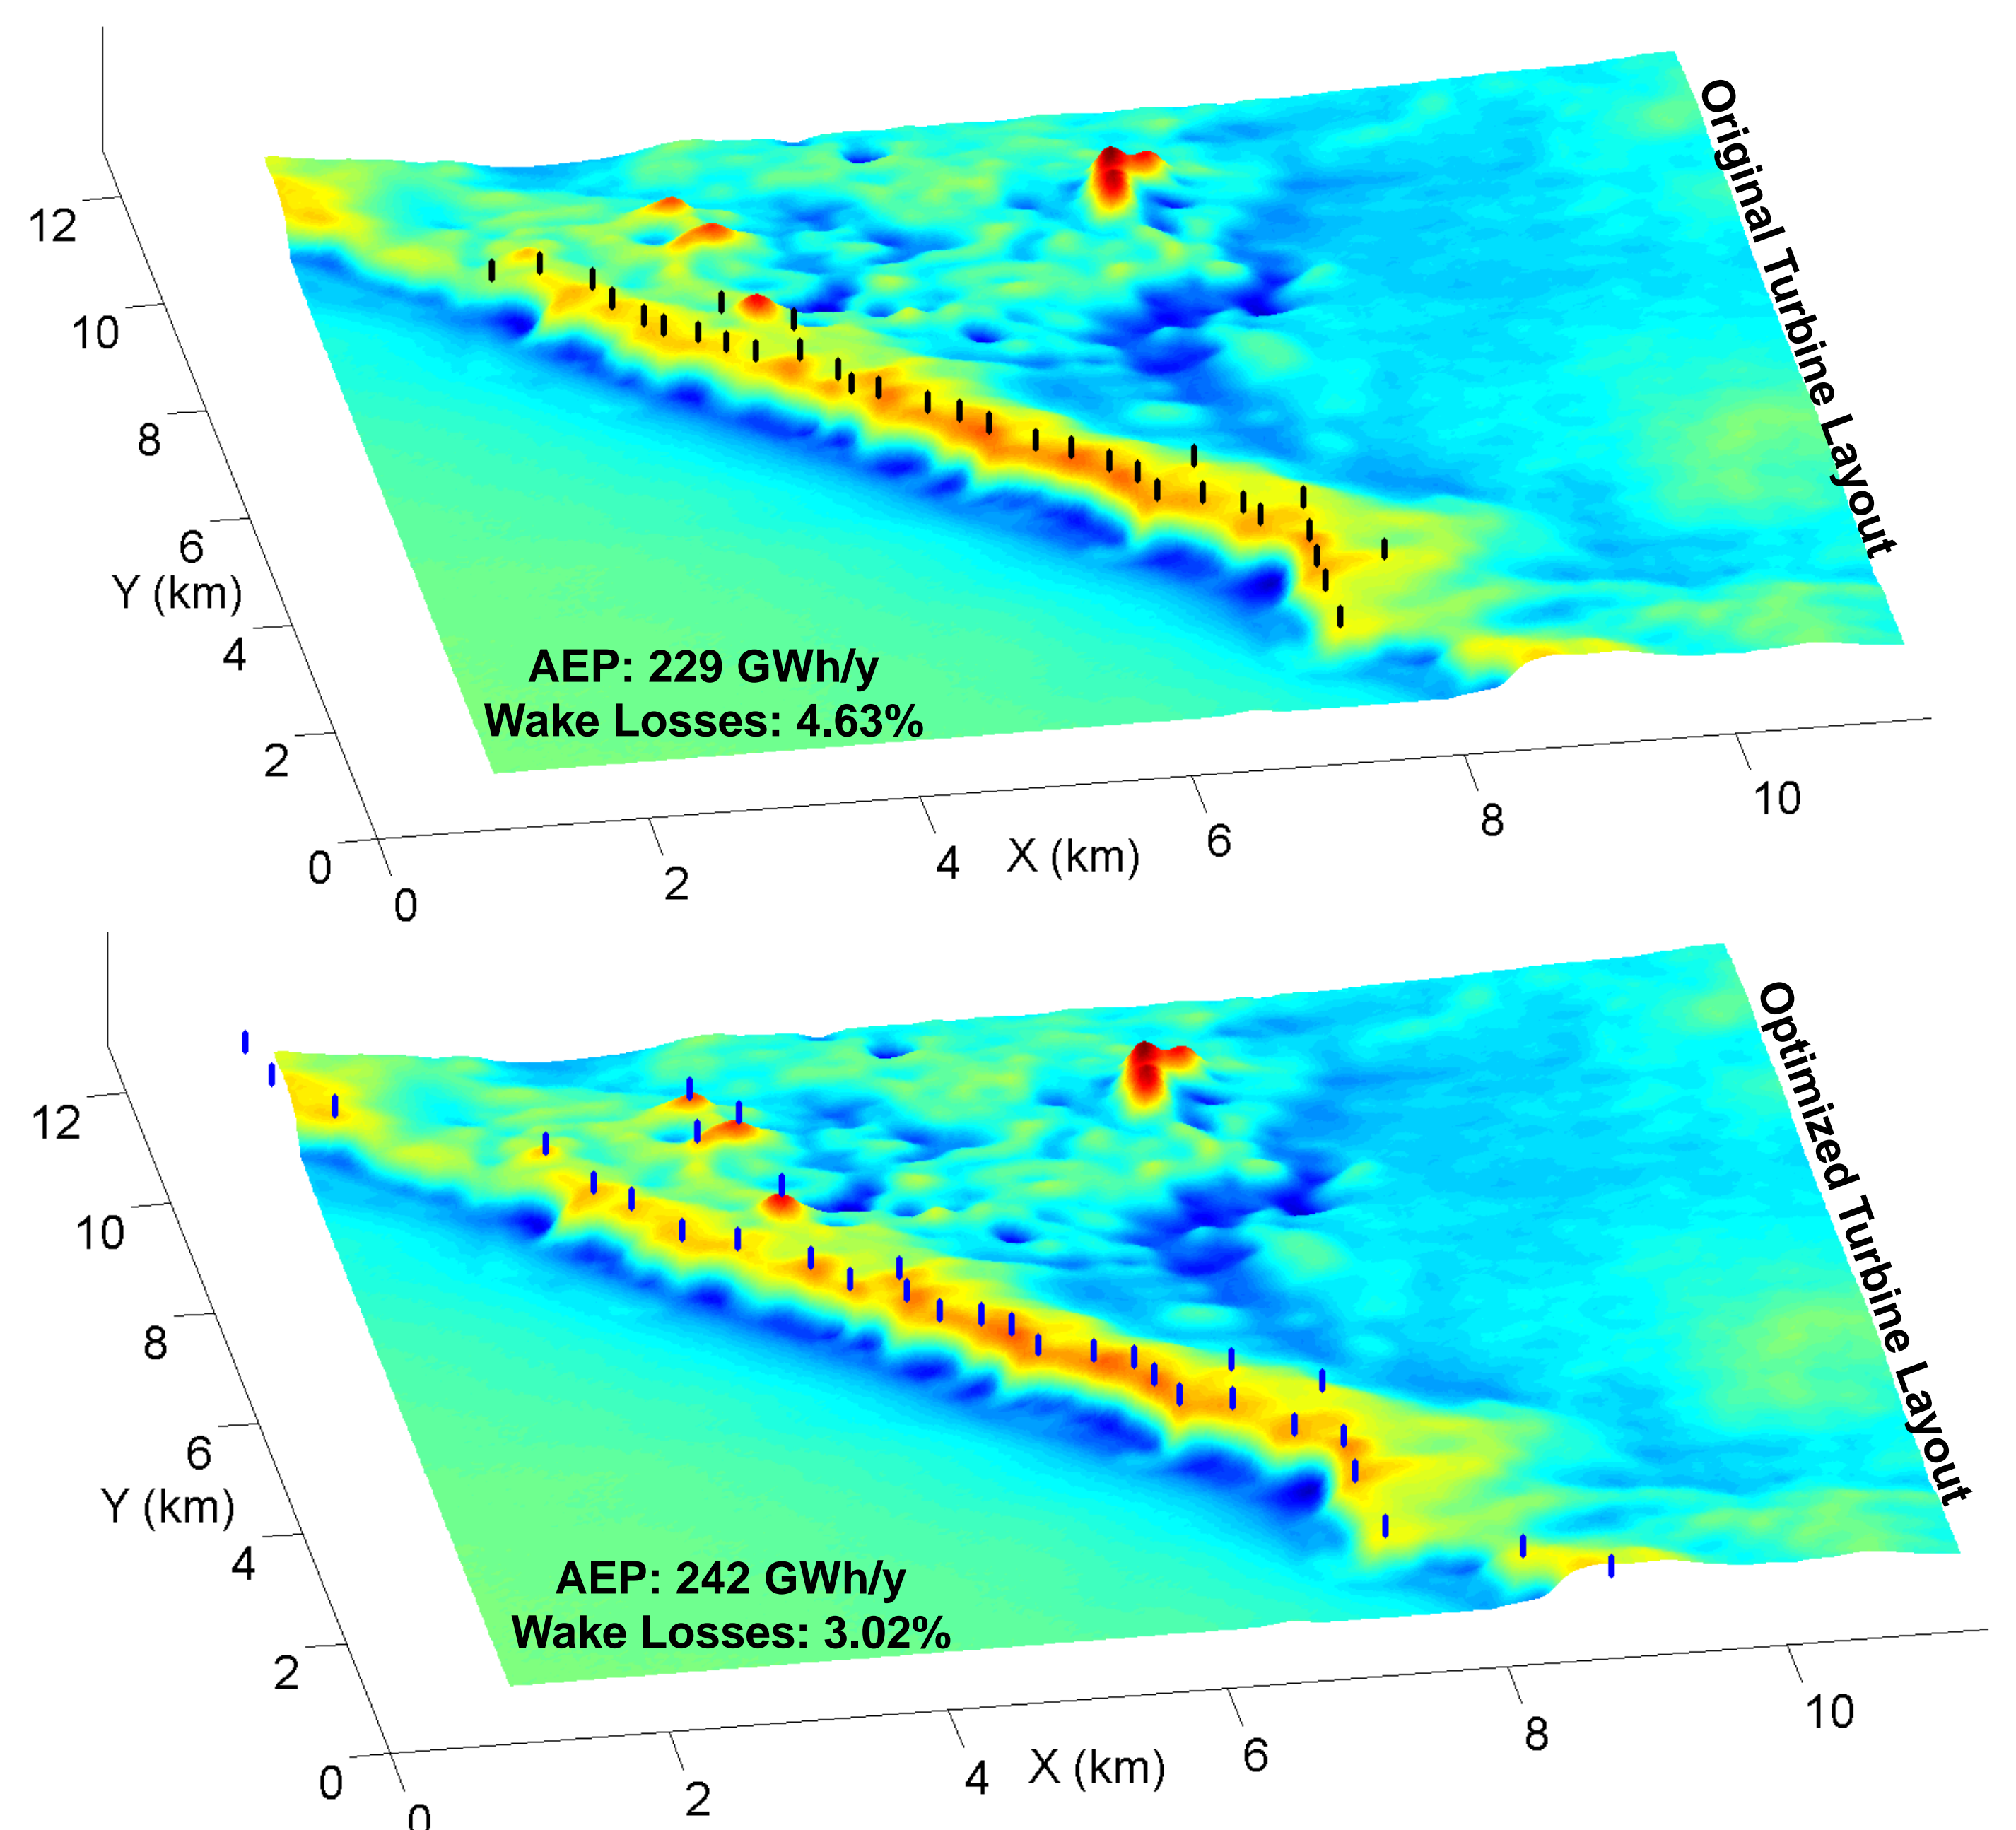 Original Turbine Layout
12
10
8
6
Y (km)
4
2
0
AEP: 229 GWh/y
Wake Losses: 4.63%
0
2
4
X (km)
6
8
10
Optimized Turbine Layout
12
10
8
6
Y (km)
4
2
0
AEP: 242 GWh/y
Wake Losses: 3.02%
0
2
4
X (km)
6
8
10